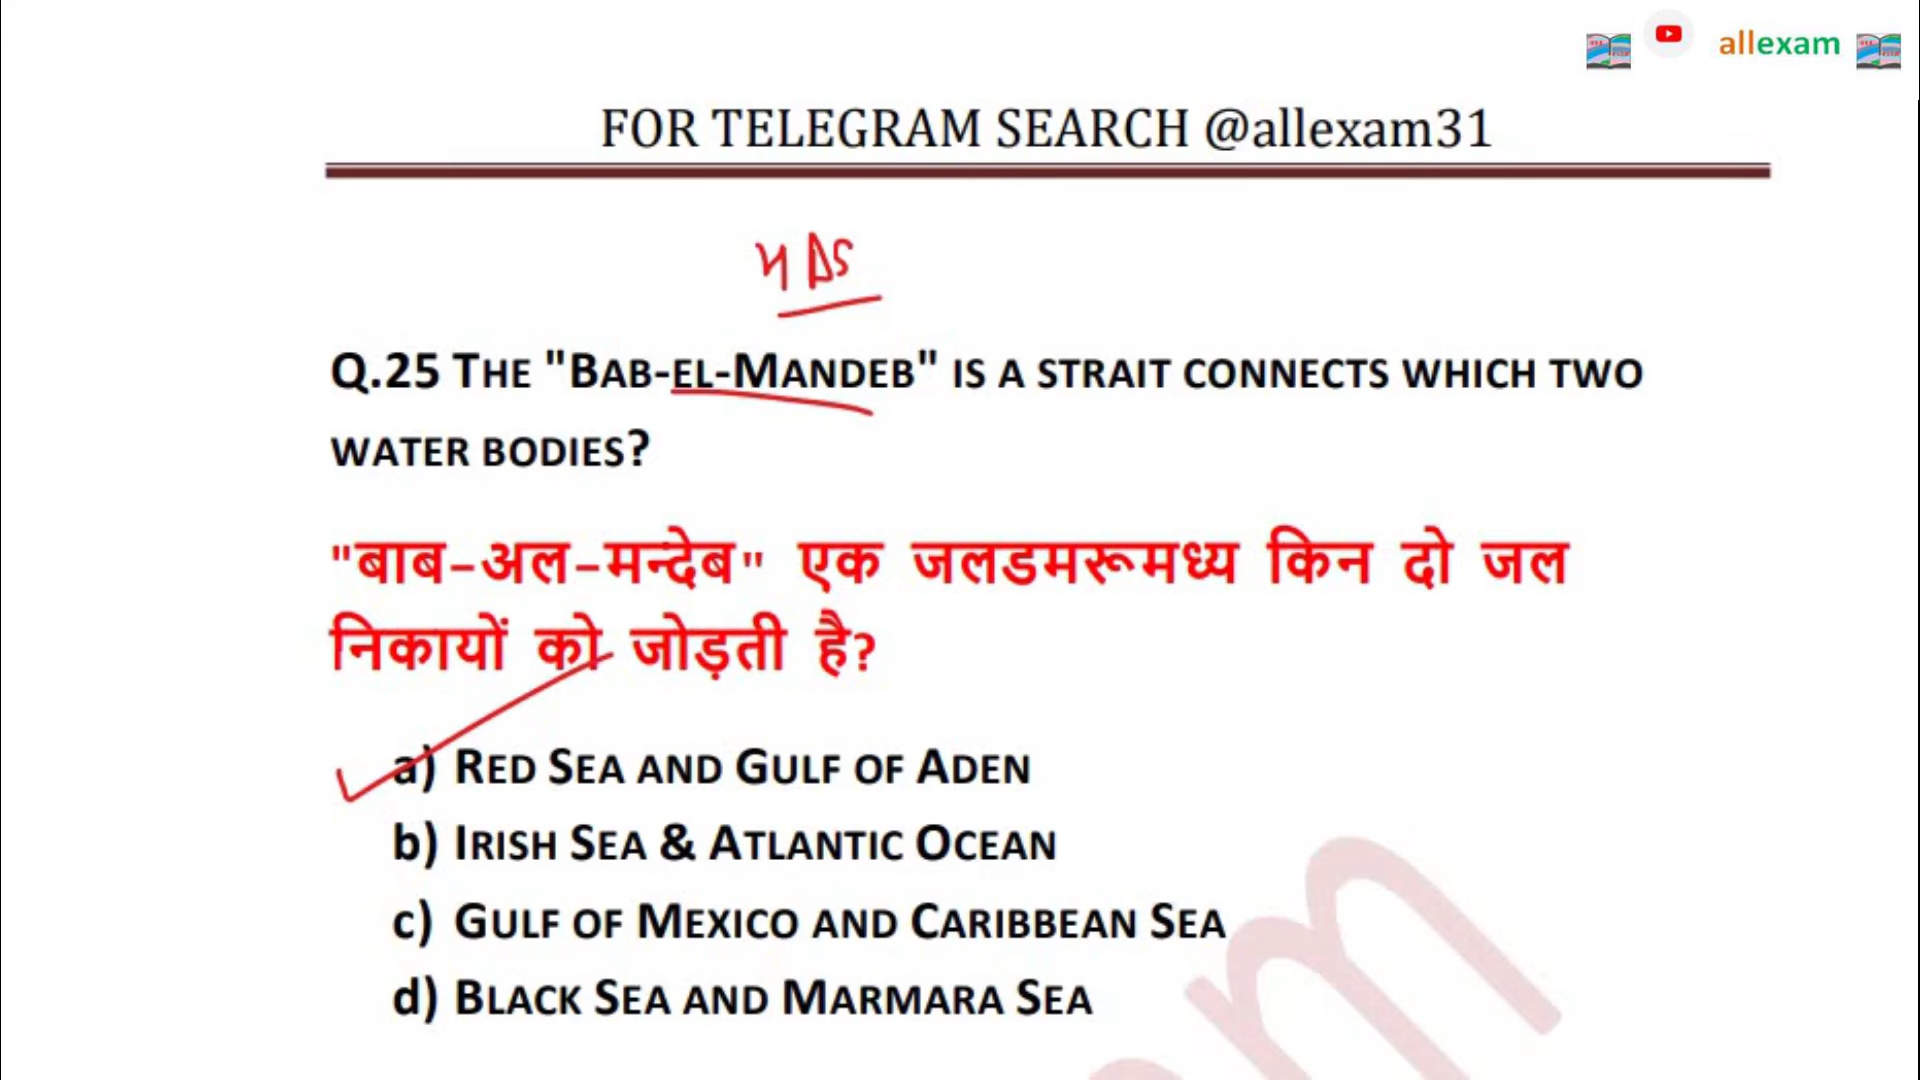 allexam
FOR TELEGRAM SEARCH @allexam31
Q.25 THE "BAB-EL-MANDEB" IS A STRAIT CONNECTS WHICH TWO
WATER BODIES?
"बाब-अल-मन्देब" एक जलडमरूमध्य किन दो जल
निकायों को जोड़ती है?
a) RED SEA AND GULF OF ADEN
b) IRISH SEA & ATLANTIC OCEAN
c) GULF OF MEXICO AND CARIBBEAN SEA
d) BLACK SEA AND MARMARA SEA